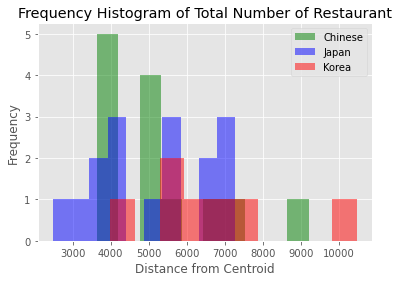 Frequency Histogram of Total Number of Restaurant
Chinese
Japan
Korea
Frequency
5
4
3
2
1
0
3000 4000 5000 6000 7000 8000 9000 10000
Distance from Centroid